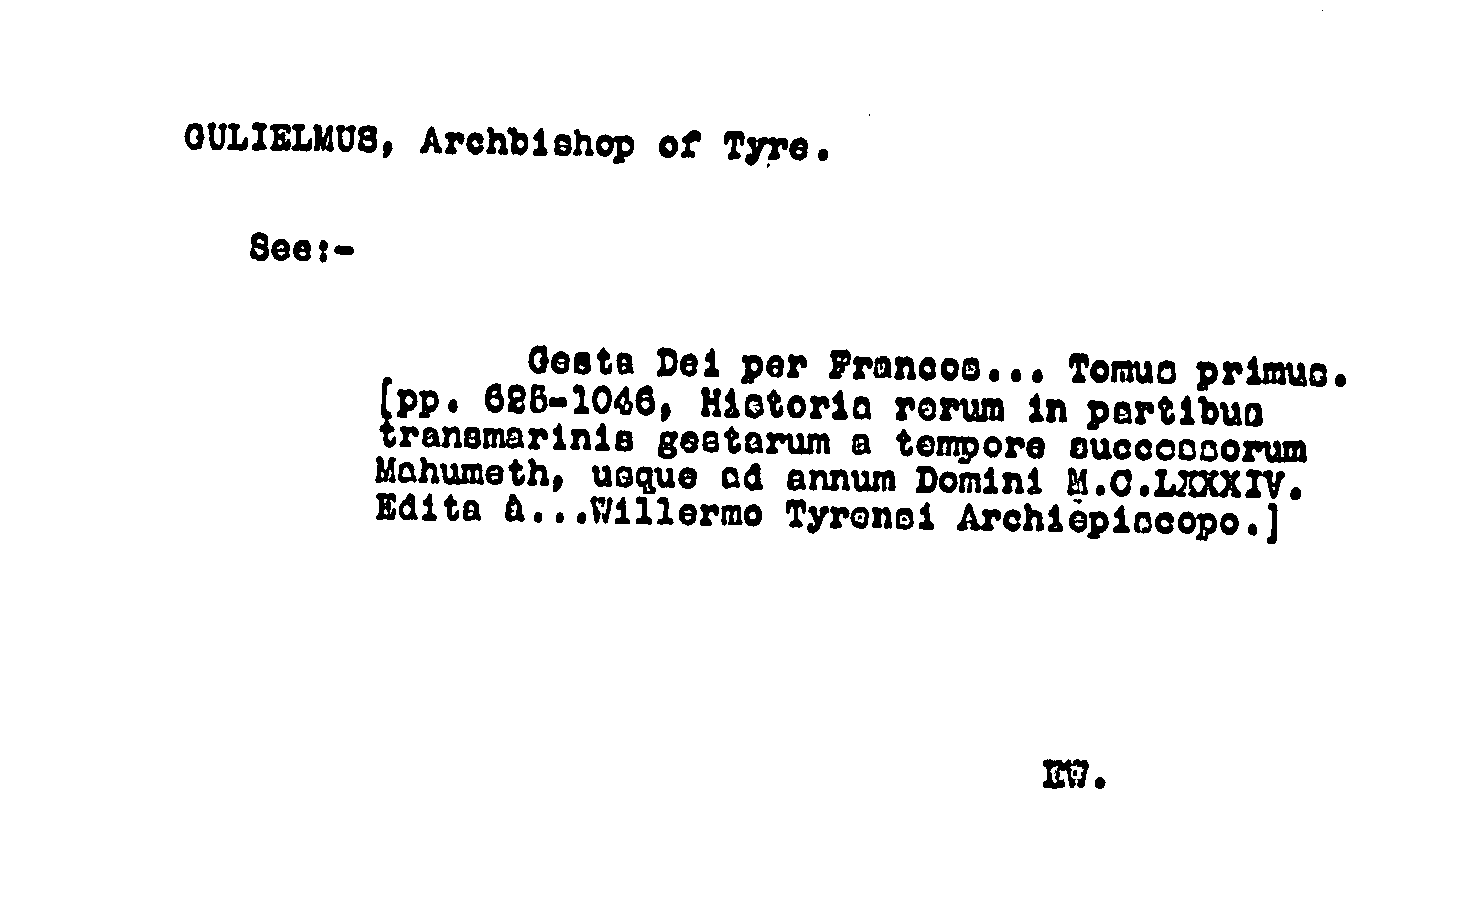 GULIELMUS, Archbishop of Tyre.
See:-
Gesta Dei per Francos... Tomus primus.
[pp. 625-1046, Historia rerum in partibus
transmarinis gestarum a tempore successorum
Mahumeth, usque ad annum Domini M.C.LXXXIV.
Edita à...Willermo Tyrensi Archiepiscopo.]
EW.